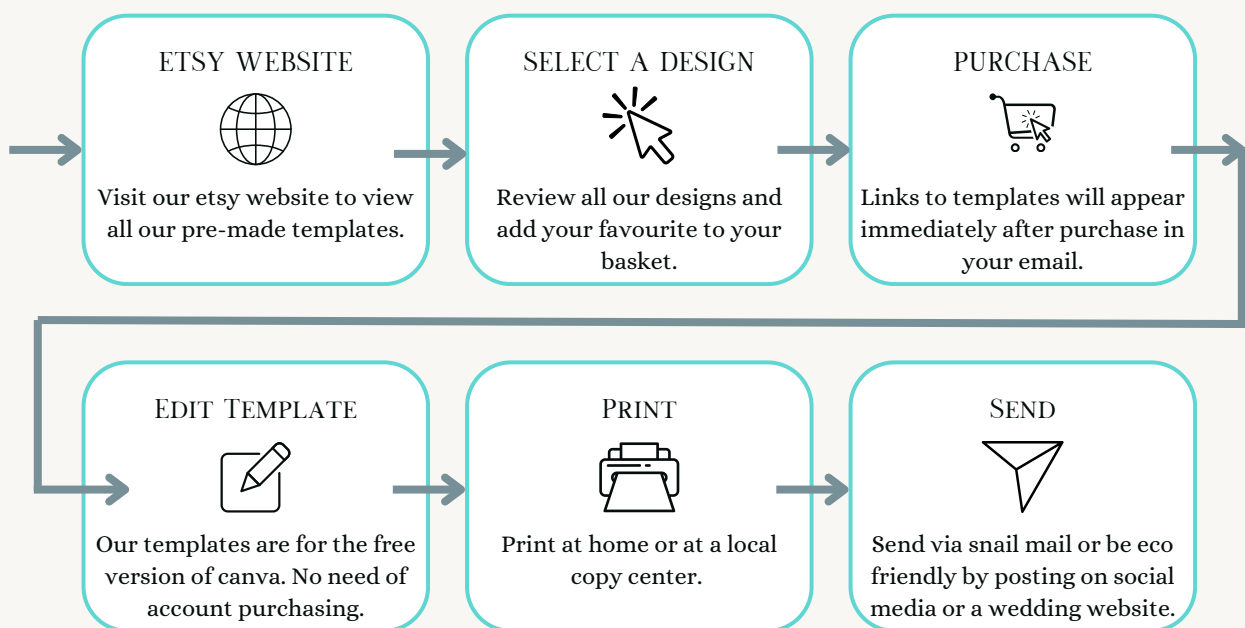 ETSY WEBSITE
Visit our etsy website to view
all our pre-made templates.
SELECT A DESIGN
Review all our designs and
add your favourite to your
basket.
PURCHASE
Links to templates will appear
immediately after purchase in
your email.
EDIT TEMPLATE
Our templates are for the free
version of canva. No need of
account purchasing.
PRINT
Print at home or at a local
copy center.
SEND
Send via snail mail or be eco
friendly by posting on social
media or a wedding website.